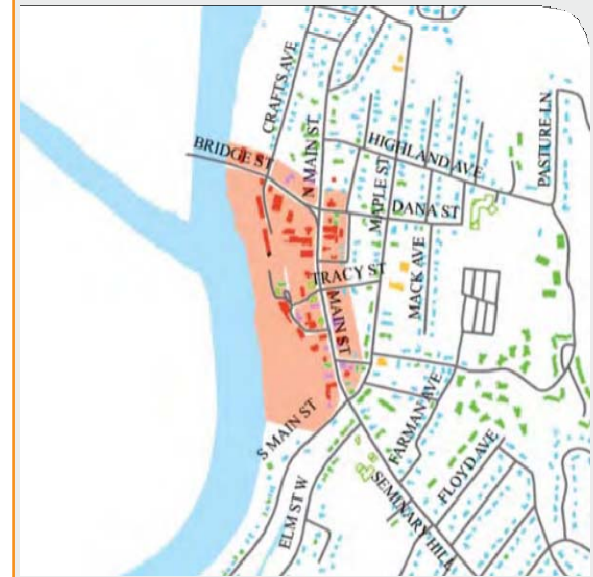 CRAFTS AVE
N MAIN ST
BRIDGE ST
HIGHLAND AVE
PASTURE LN
MAPLE ST
DANA ST
TRACY ST
MACK AVE
MAIN ST
S MAIN ST
FARMAN AVE
FLOYD AVE
ELM ST W
SEMINARY HILL